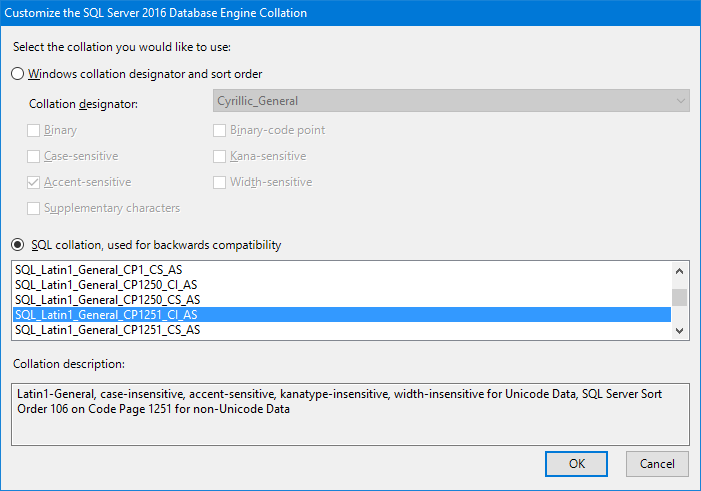 Customize the SQL Server 2016 Database Engine Collation
Select the collation you would like to use:
Windows collation designator and sort order
Collation designator: Cyrillic_General
Binary Binary-code point
Case-sensitive Kana-sensitive
Accent-sensitive Width-sensitive
Supplementary characters
SQL collation, used for backwards compatibility
SQL_Latin1_General_CP1_CS_AS
SQL_Latin1_General_CP1250_CI_AS
SQL_Latin1_General_CP1250_CS_AS
SQL_Latin1_General_CP1251_CI_AS
SQL_Latin1_General_CP1251_CS_AS
Collation description:
Latin1-General, case-insensitive, accent-sensitive, kanatype-insensitive, width-insensitive for Unicode Data, SQL Server Sort
Order 106 on Code Page 1251 for non-Unicode Data
OK Cancel